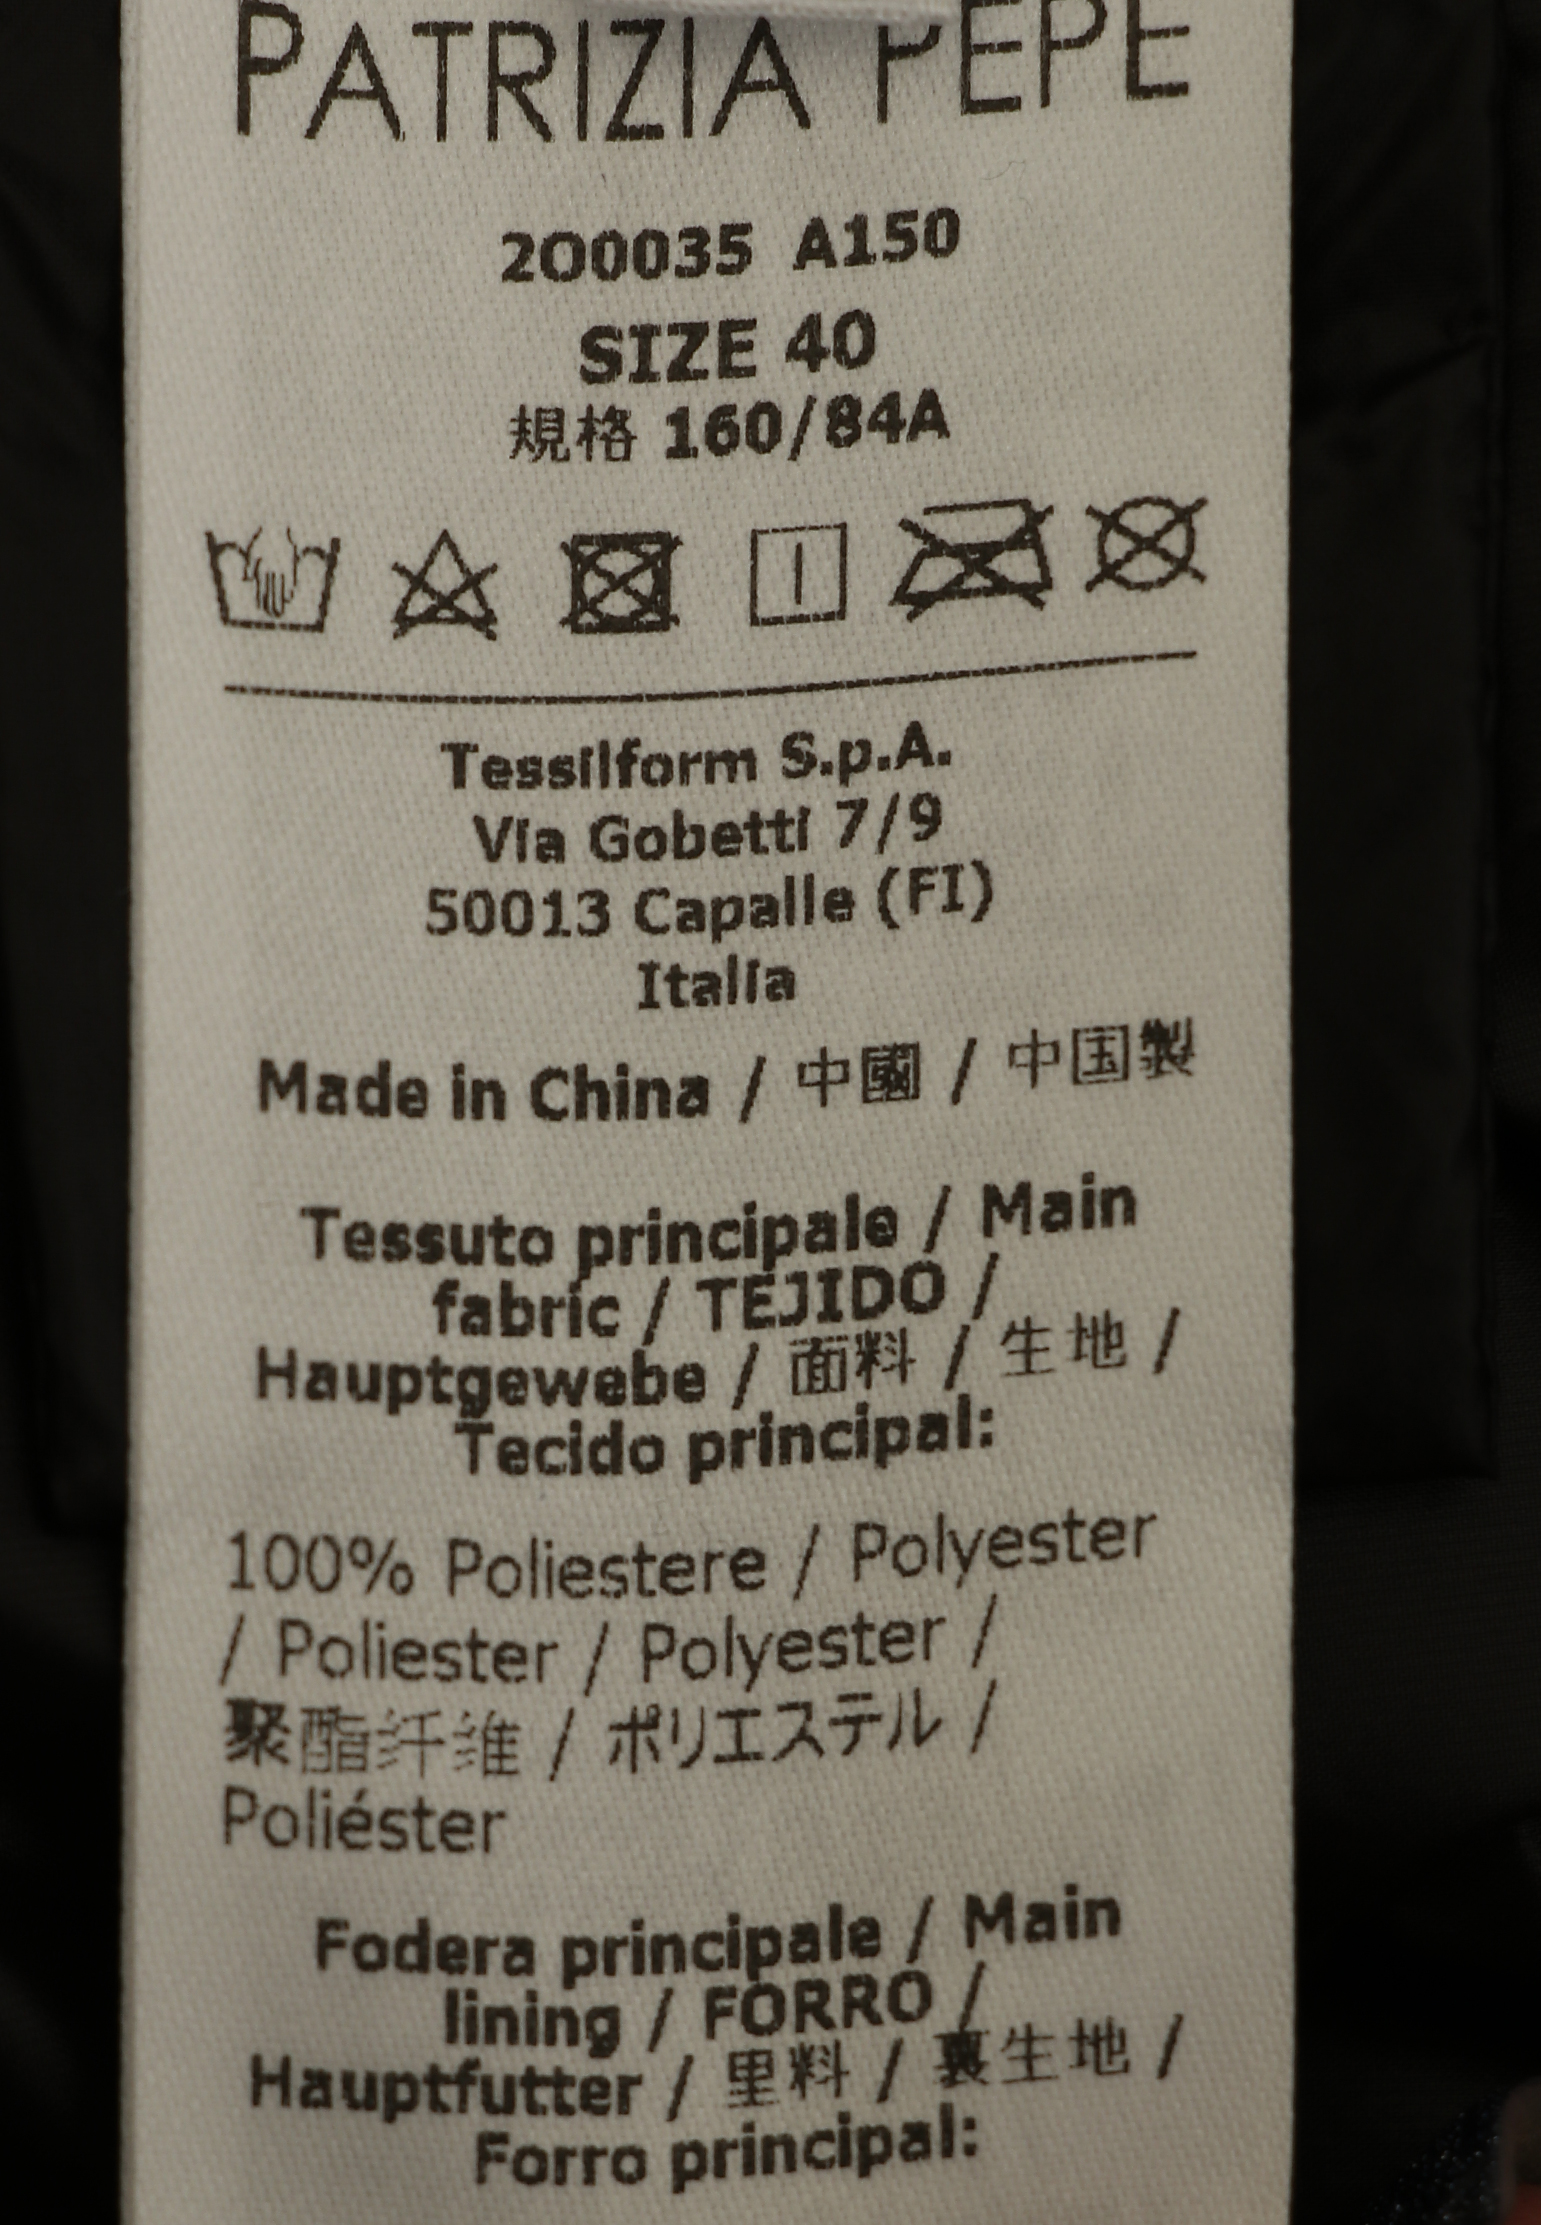 PATRIZIA PEPE
2O0035 A150
SIZE 40
規格 160/84A
Tessilform S.p.A.
Via Gobetti 7/9
50013 Capalle (FI)
Italia
Made in China / 中國 / 中国製
Tessuto principale / Main
fabric / TEJIDO /
Hauptgewebe / 面料 / 生地 /
Tecido principal:
100% Poliestere / Polyester
/ Poliester / Polyester /
聚酯纤维 / ポリエステル /
Poliéster
Fodera principale / Main
lining / FORRO /
Hauptfutter / 里料 / 裏生地 /
Forro principal: